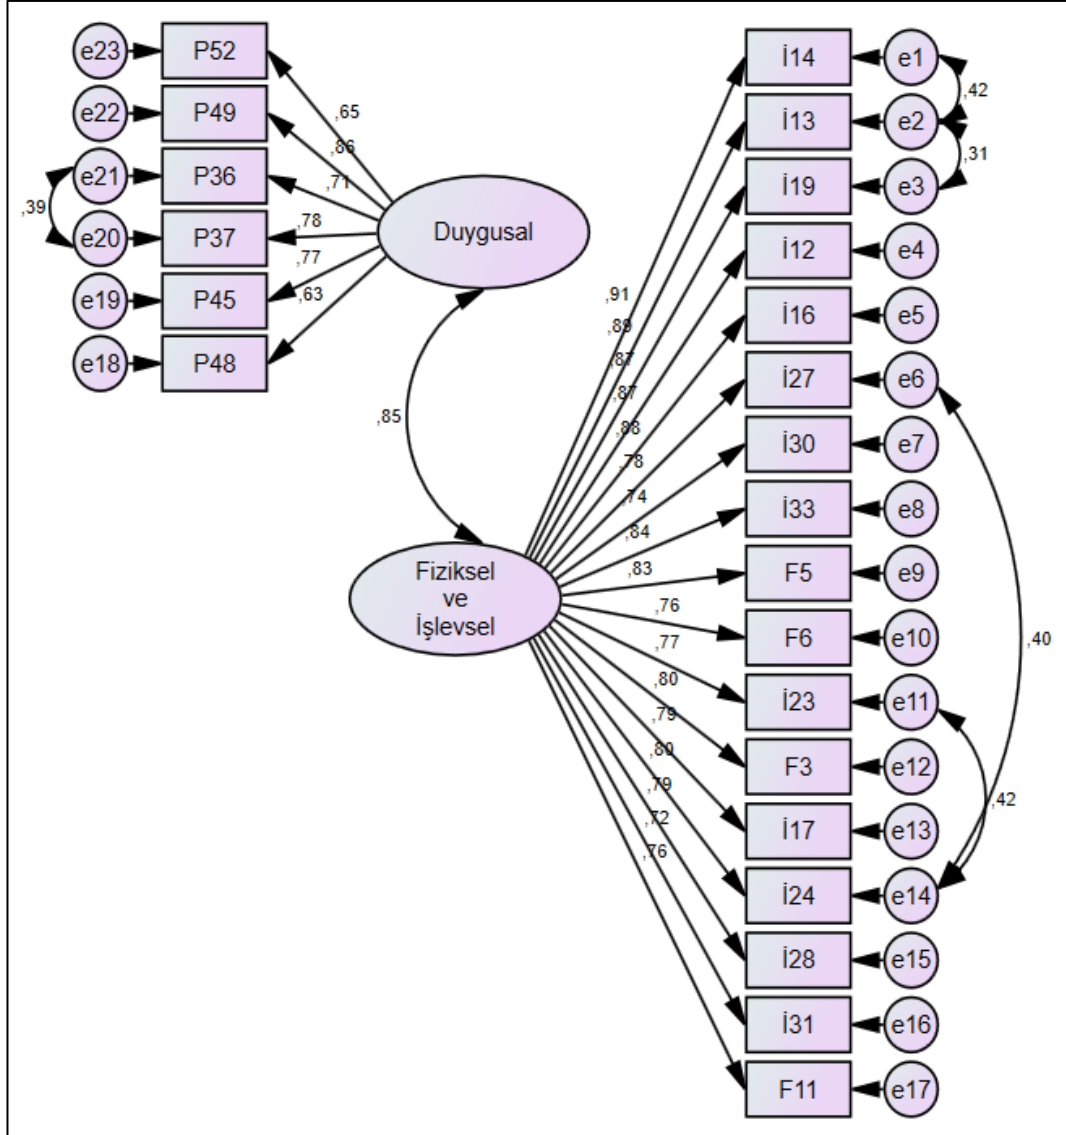 e23 P52
e22 P49
e21 P36
e20 P37
e19 P45
e18 P48
,39
,65
,86
,71
,78
,77
,63
Duygusal
,85
Fiziksel
ve
İşlevsel
,91
,89
,87
,87
,88
,78
,74
,84
,83
,76
,77
,80
,79
,80
,79
,72
,76
İ14 e1
İ13 e2
İ19 e3
İ12 e4
İ16 e5
İ27 e6
İ30 e7
İ33 e8
F5 e9
F6 e10
İ23 e11
F3 e12
İ17 e13
İ24 e14
İ28 e15
İ31 e16
F11 e17
,42
,31
,40
,42